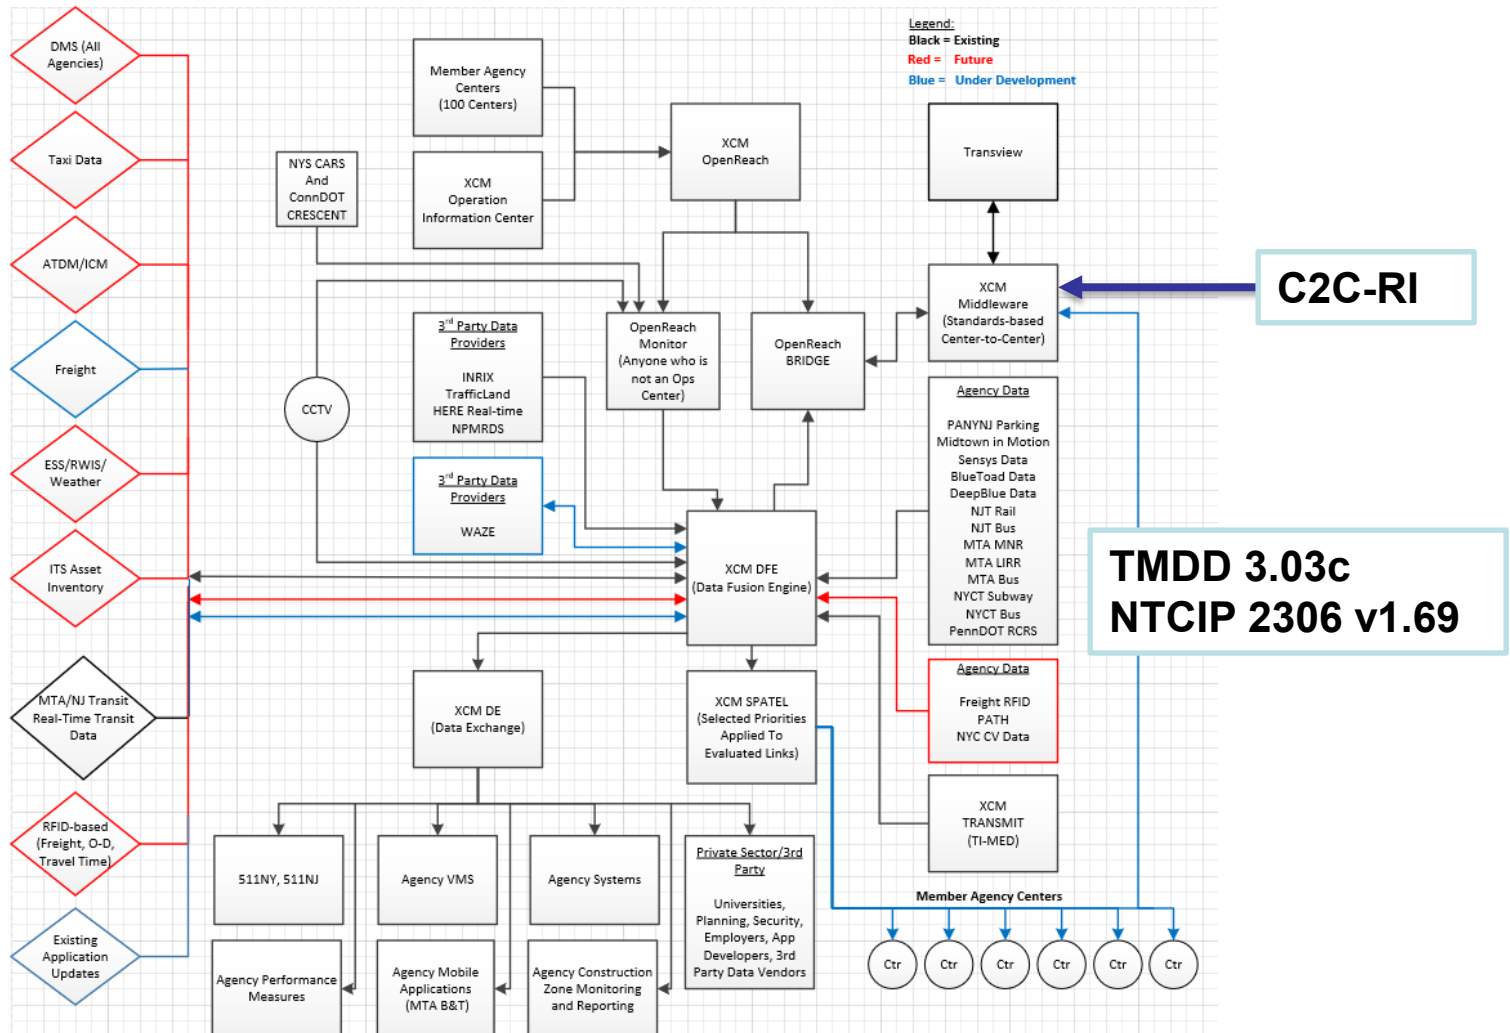 Legend:
Black = Existing
Red = Future
Blue = Under Development
DMS (All
Agencies)
Taxi Data
ATDM/ICM
Freight
ESS/RWIS/
Weather
ITS Asset
Inventory
MTA/NJ Transit
Real-Time Transit
Data
RFID-based
(Freight, O-D,
Travel Time)
Existing
Application
Updates
Member Agency
Centers
(100 Centers)
XCM
Operation
Information Center
NYS CARS
And
ConnDOT
CRESCENT
CCTV
XCM
OpenReach
Transview
XCM
Middleware
(Standards-based
Center-to-Center)
C2C-RI
3rd Party Data
Providers
INRIX
TrafficLand
HERE Real-time
NPMRDS
OpenReach
Monitor
(Anyone who is
not an Ops
Center)
OpenReach
BRIDGE
3rd Party Data
Providers
WAZE
Agency Data
PANYNJ Parking
Midtown in Motion
Sensys Data
BlueToad Data
DeepBlue Data
NJT Rail
NJT Bus
MTA MNR
MTA LIRR
MTA Bus
NYCT Subway
NYCT Bus
PennDOT RCRS
TMDD 3.03c
NTCIP 2306 v1.69
XCM DFE
(Data Fusion Engine)
Agency Data
Freight RFID
PATH
NYC CV Data
XCM DE
(Data Exchange)
XCM SPATEL
(Selected Priorities
Applied To
Evaluated Links)
XCM
TRANSMIT
(TI-MED)
511NY, 511NJ
Agency VMS
Agency Systems
Private Sector/3rd
Party
Universities,
Planning, Security,
Employers, App
Developers, 3rd
Party Data Vendors
Agency Performance
Measures
Agency Mobile
Applications
(MTA B&T)
Agency Construction
Zone Monitoring
and Reporting
Member Agency Centers
Ctr
Ctr
Ctr
Ctr
Ctr
Ctr